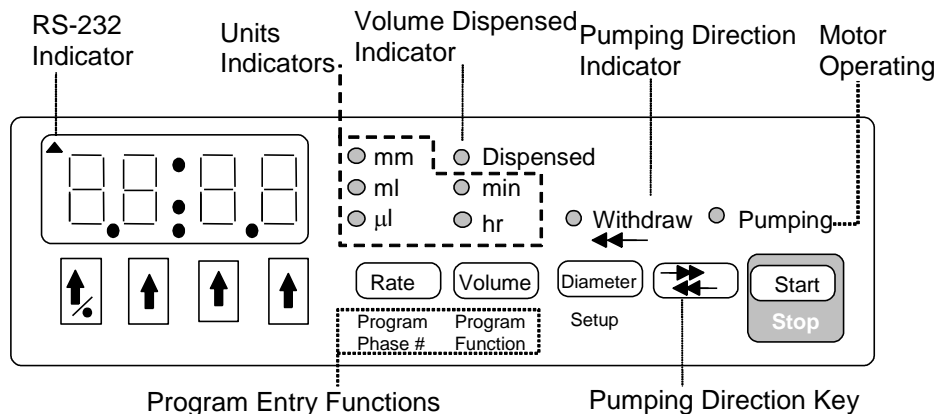 RS-232
Indicator
Units
Indicators
Volume Dispensed
Indicator
Pumping Direction
Indicator
Motor
Operating
mm
ml
µl
Dispensed
min
hr
Withdraw
Pumping
Rate
Volume
Diameter
Start
Stop
Program
Phase #
Program
Function
Setup
Program Entry Functions
Pumping Direction Key